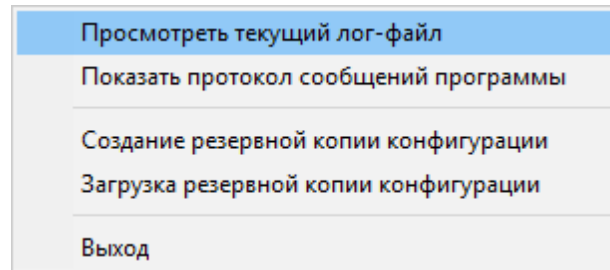 Просмотреть текущий лог-файл
Показать протокол сообщений программы
Создание резервной копии конфигурации
Загрузка резервной копии конфигурации
Выход